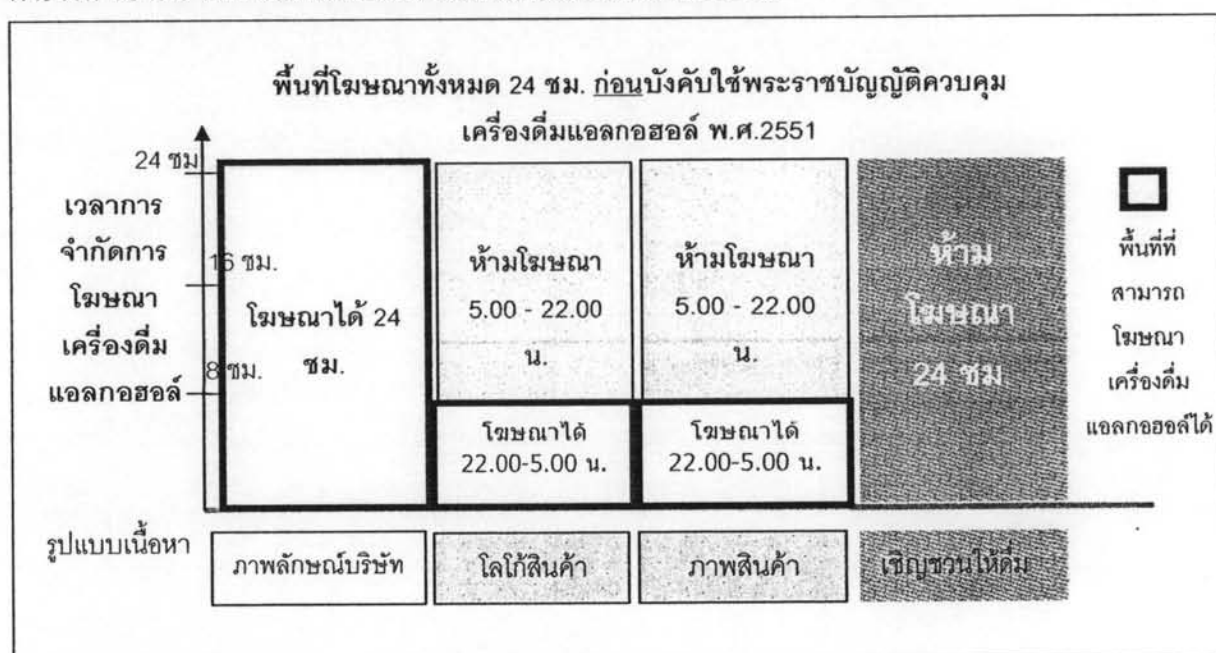 พื้นที่โฆษณาทั้งหมด 24 ชม. ก่อนบังคับใช้พระราชบัญญัติควบคุม
เครื่องดื่มแอลกอฮอล์ พ.ศ.2551
24 ชม
เวลาการ
จำกัดการ
โฆษณา
เครื่องดื่ม
แอลกอฮอล์
16 ชม.
8 ชม.
โฆษณาได้ 24
ชม.
ห้ามโฆษณา
5.00 - 22.00
น.
โฆษณาได้
22.00-5.00 น.
ห้ามโฆษณา
5.00 - 22.00
น.
โฆษณาได้
22.00-5.00 น.
ห้าม
โฆษณา
24 ชม
พื้นที่ที่
สามารถ
โฆษณา
เครื่องดื่ม
แอลกอฮอล์ได้
รูปแบบเนื้อหา
ภาพลักษณ์บริษัท
โลโก้สินค้า
ภาพสินค้า
เชิญชวนให้ดื่ม